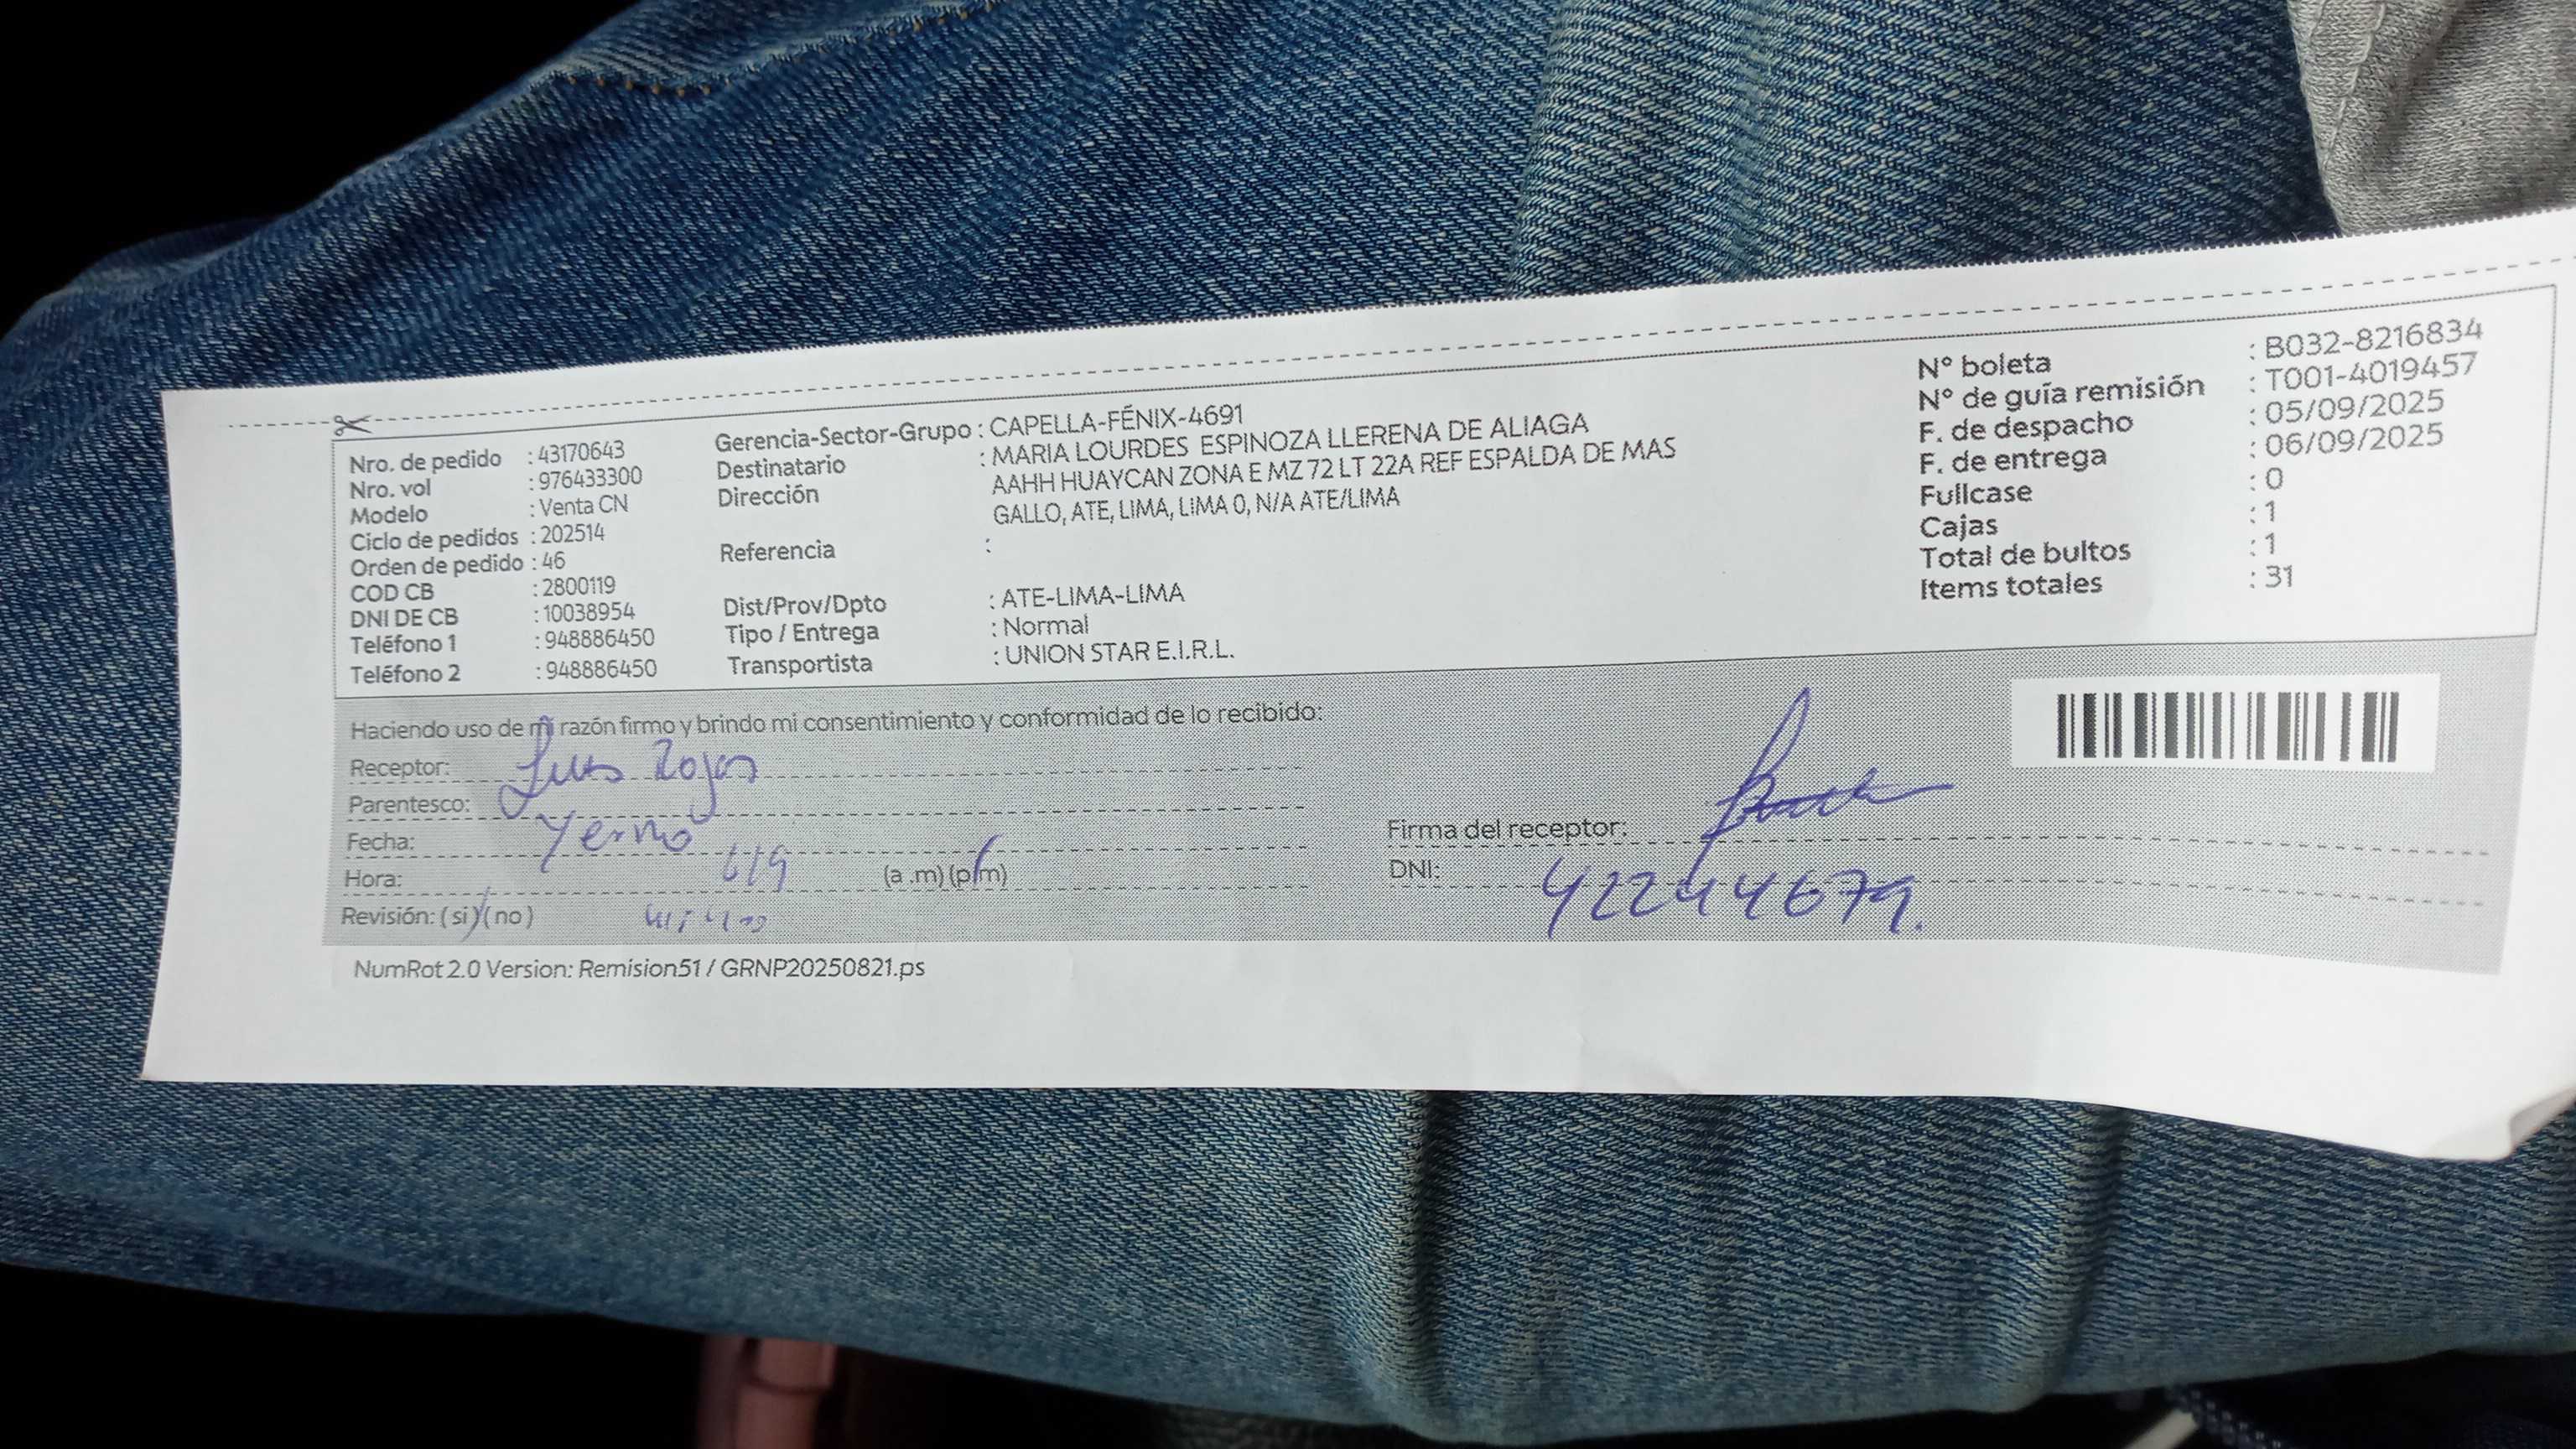 Nro. de pedido : 43170643
Nro. vol : 976433300
Modelo : Venta CN
Ciclo de pedidos : 202514
Orden de pedido : 46
COD CB : 2800119
DNI DE CB : 10038954
Teléfono 1 : 948886450
Teléfono 2 : 948886450
Gerencia-Sector-Grupo : CAPELLA-FÉNIX-4691
Destinatario : MARIA LOURDES ESPINOZA LLERENA DE ALIAGA
Dirección AAHH HUAYCAN ZONA E MZ 72 LT 22A REF ESPALDA DE MAS
GALLO, ATE, LIMA, LIMA 0, N/A ATE/LIMA
Referencia :
Dist/Prov/Dpto : ATE-LIMA-LIMA
Tipo / Entrega : Normal
Transportista : UNION STAR E.I.R.L.
N° boleta : B032-8216834
N° de guía remisión : T001-4019457
F. de despacho : 05/09/2025
F. de entrega : 06/09/2025
Fullcase : 0
Cajas : 1
Total de bultos : 1
Items totales : 31
Haciendo uso de mi razón firmo y brindo mi consentimiento y conformidad de lo recibido:
Receptor: Luis Rojas
Parentesco: Yerno
Fecha: 6/9
Hora: (a .m) (p.m)
Revisión: (si) (no)
Firma del receptor:
DNI: 42244679.
NumRot 2.0 Version: Remision51 / GRNP20250821.ps